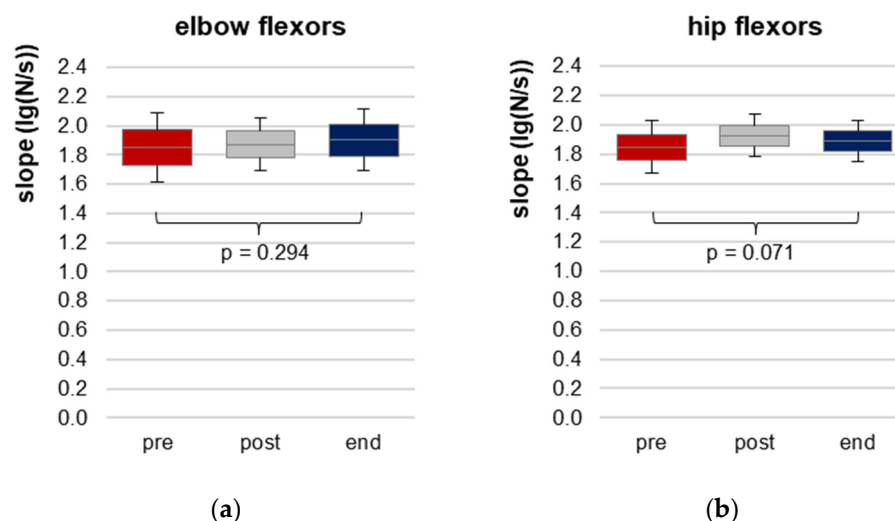 elbow flexors
slope (lg(N/s))
2.4
2.2
2.0
1.8
1.6
1.4
1.2
1.0
0.8
0.6
0.4
0.2
0.0
p = 0.294
pre post end
(a)
hip flexors
slope (lg(N/s))
2.4
2.2
2.0
1.8
1.6
1.4
1.2
1.0
0.8
0.6
0.4
0.2
0.0
p = 0.071
pre post end
(b)